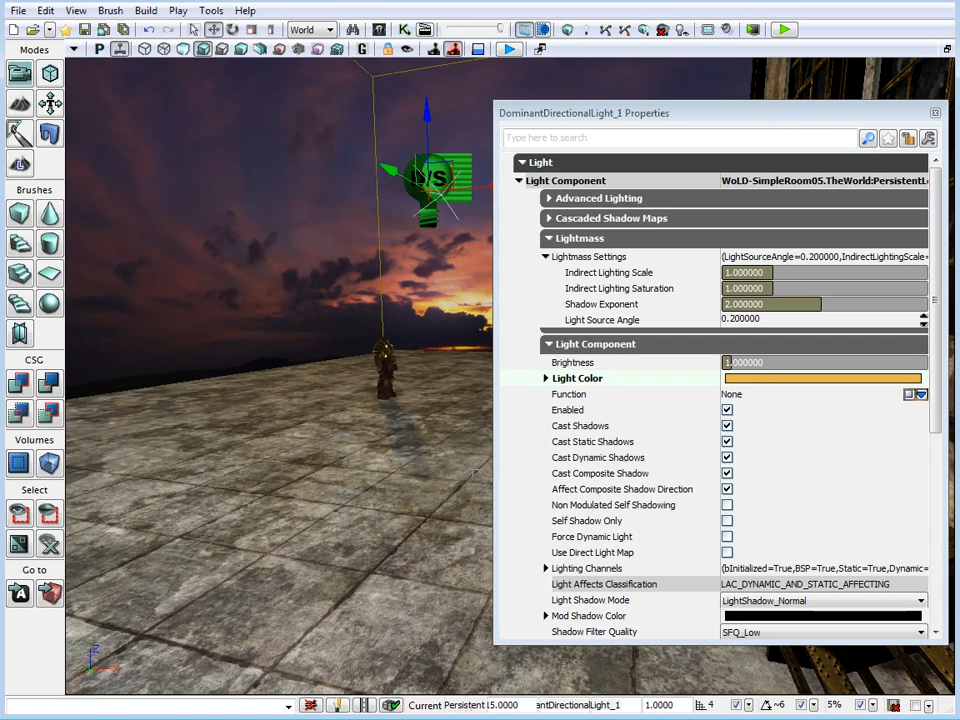 File Edit View Brush Build Play Tools Help
World
Modes
P
G
Brushes
CSG
Volumes
Select
Go to
DominantDirectionalLight_1 Properties
Type here to search
Light
Light Component WoLD-SimpleRoom05.TheWorld:PersistentLe
Advanced Lighting
Cascaded Shadow Maps
Lightmass
Lightmass Settings (LightSourceAngle=0.200000,IndirectLightingScale=
Indirect Lighting Scale 1.000000
Indirect Lighting Saturation 1.000000
Shadow Exponent 2.000000
Light Source Angle 0.200000
Light Component
Brightness 1.000000
Light Color
Function None
Enabled
Cast Shadows
Cast Static Shadows
Cast Dynamic Shadows
Cast Composite Shadow
Affect Composite Shadow Direction
Non Modulated Self Shadowing
Self Shadow Only
Force Dynamic Light
Use Direct Light Map
Lighting Channels (bInitialized=True,BSP=True,Static=True,Dynamic=
Light Affects Classification LAC_DYNAMIC_AND_STATIC_AFFECTING
Light Shadow Mode LightShadow_Normal
Mod Shadow Color
Shadow Filter Quality SFQ_Low
Z
X
Current Persistent 15.0000 antDirectionalLight_1 1.0000 4 ~6 5%